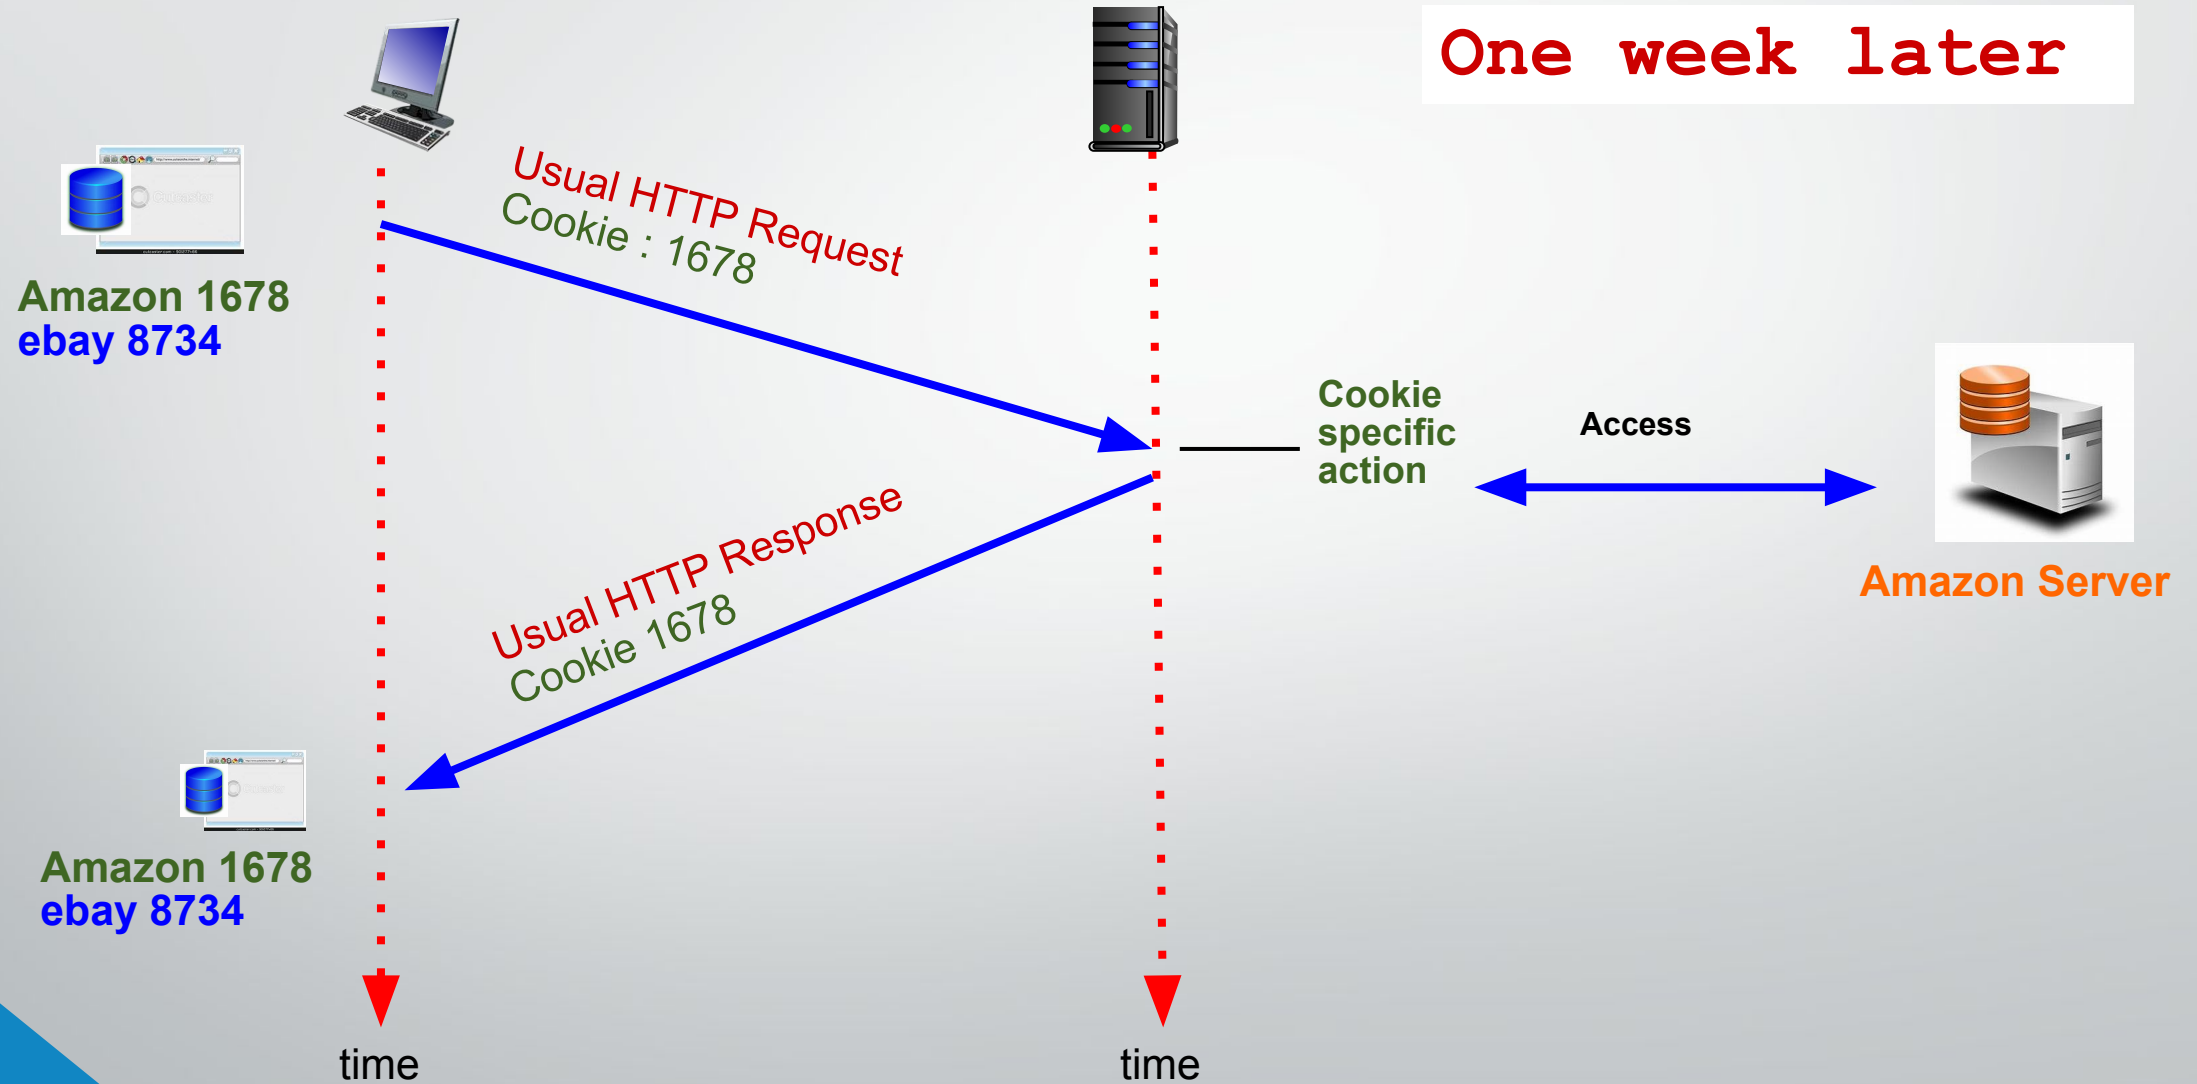 One week later
Usual HTTP Request
Cookie : 1678
Amazon 1678
ebay 8734
Cookie
specific
action
Access
Usual HTTP Response
Cookie 1678
Amazon Server
Amazon 1678
ebay 8734
time
time